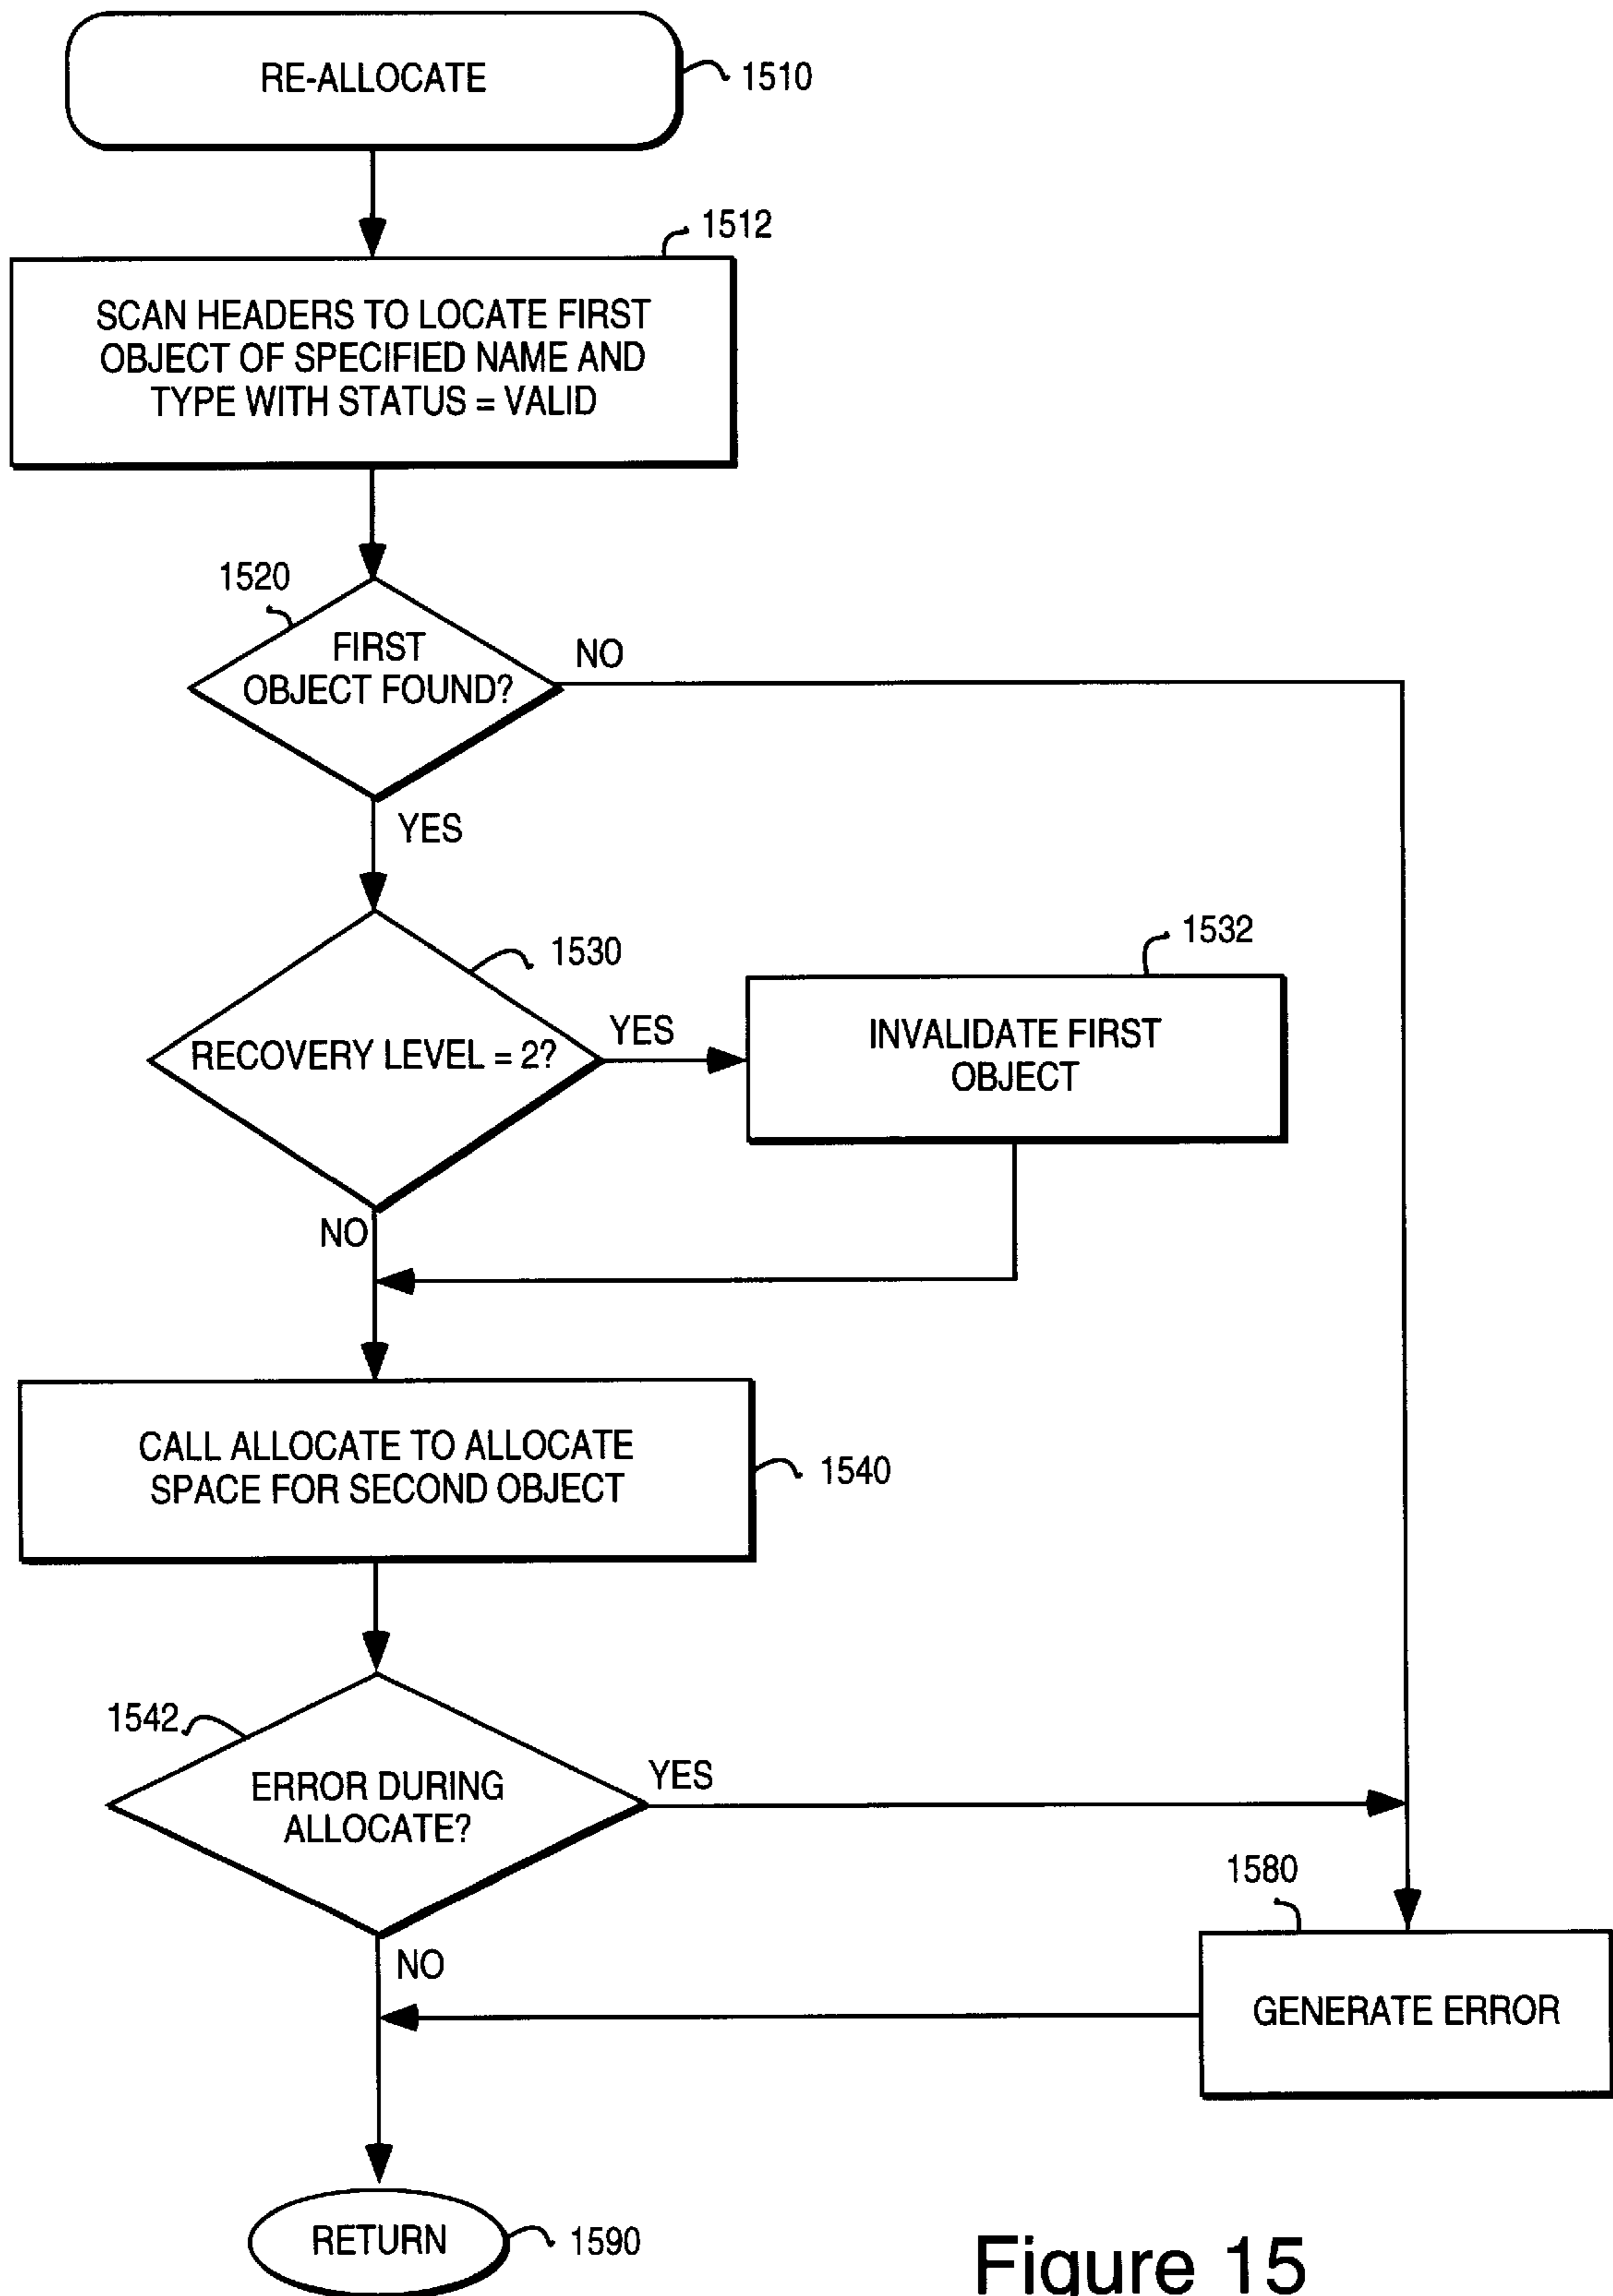 RE-ALLOCATE
1510
1512
SCAN HEADERS TO LOCATE FIRST
OBJECT OF SPECIFIED NAME AND
TYPE WITH STATUS = VALID
1520
FIRST
OBJECT FOUND?
NO
YES
1530
RECOVERY LEVEL = 2?
YES
1532
INVALIDATE FIRST
OBJECT
NO
CALL ALLOCATE TO ALLOCATE
SPACE FOR SECOND OBJECT
1540
1542
ERROR DURING
ALLOCATE?
YES
1580
NO
GENERATE ERROR
RETURN
1590
Figure 15